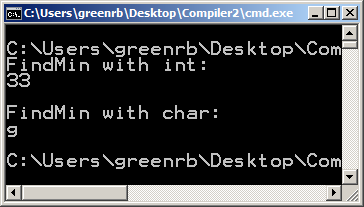 C:\Users\greenrb\Desktop\Compiler2\cmd.exe
C:\Users\greenrb\Desktop\Com
FindMin with int:
33
FindMin with char:
g
C:\Users\greenrb\Desktop\Com